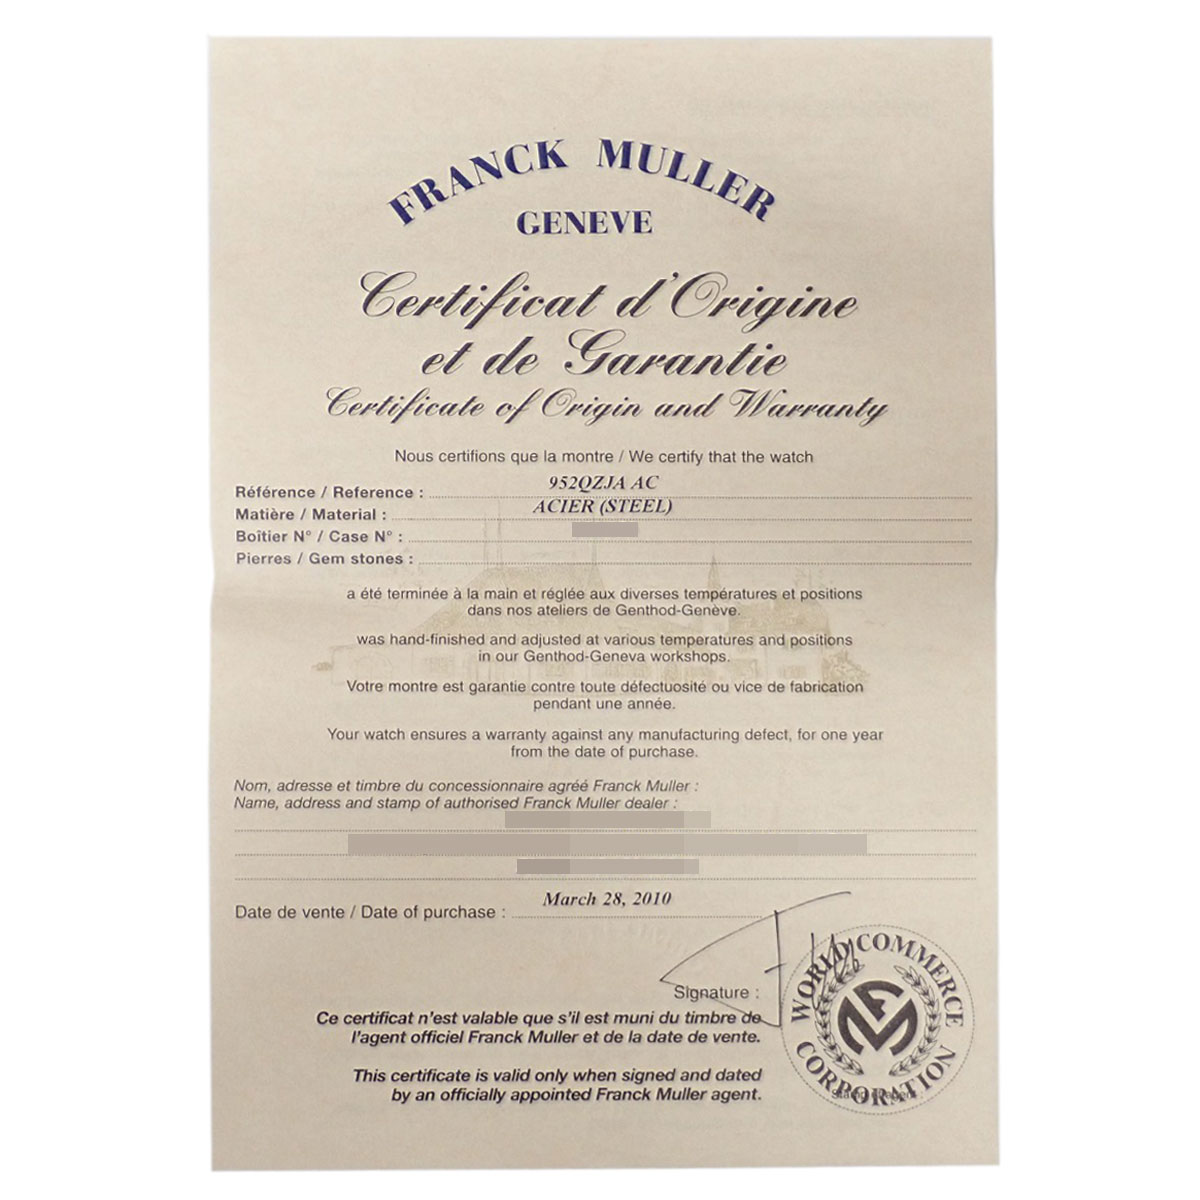 FRANCK MULLER
GENEVE
Certificat d'Origine
et de Garantie
Certificate of Origin and Warranty
Nous certifions que la montre / We certify that the watch
Référence / Reference : 952QZJA AC
Matière / Material : ACIER (STEEL)
Boîtier N° / Case N° :
Pierres / Gem stones :
a été terminée à la main et réglée aux diverses températures et positions
dans nos ateliers de Genthod-Genève.
was hand-finished and adjusted at various temperatures and positions
in our Genthod-Geneva workshops.
Votre montre est garantie contre toute défectuosité ou vice de fabrication
pendant une année.
Your watch ensures a warranty against any manufacturing defect, for one year
from the date of purchase.
Nom, adresse et timbre du concessionnaire agréé Franck Muller :
Name, address and stamp of authorised Franck Muller dealer :
Date de vente / Date of purchase : March 28, 2010
Signature :
WORLD COMMERCE
CORPORATION
Ce certificat n'est valable que s'il est muni du timbre de
l'agent officiel Franck Muller et de la date de vente.
This certificate is valid only when signed and dated
by an officially appointed Franck Muller agent.